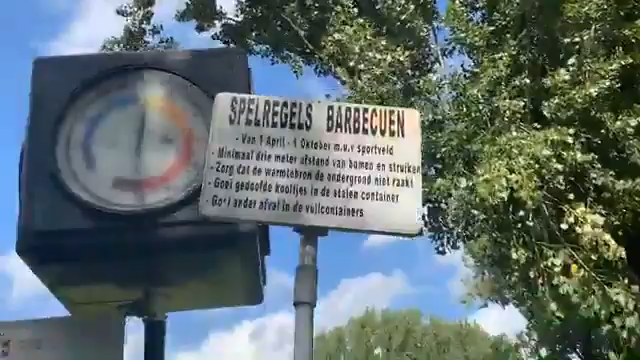 SPELREGELS BARBECUEN
- Van 1 April - 1 Oktober m.u.v sportveld
- Minimaal drie meter afstand van bomen en struiken
- Zorg dat de warmtebron de ondergrond niet raakt
- Gooi gedoofde kooltjes in de stalen container
- Gooi ander afval in de vuilcontainers